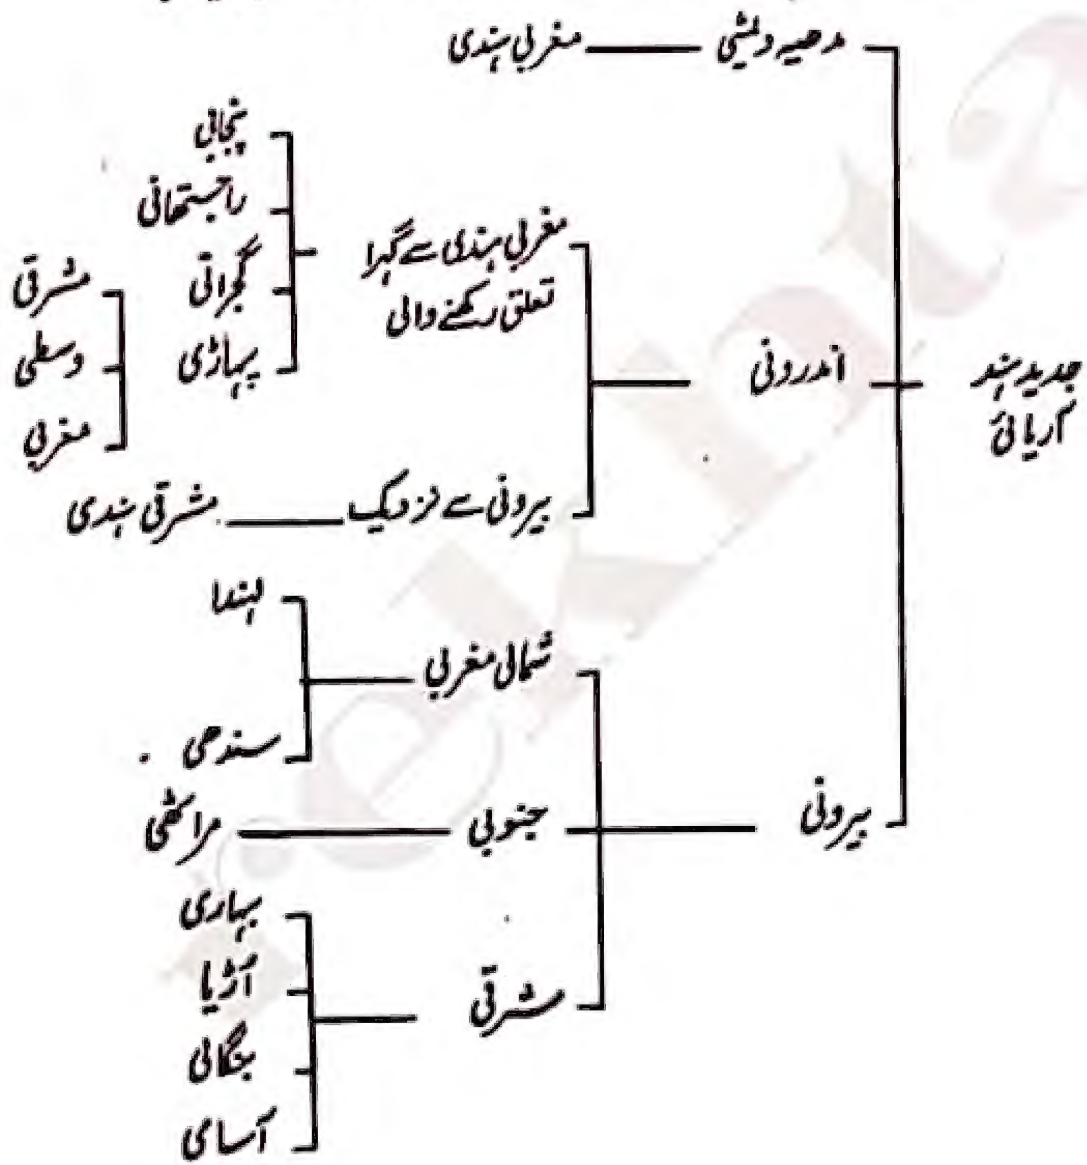 مدھیہ دیشی — مغربی ہندی
پنجابی
راجستھانی
گجراتی
پہاڑی
مشرقی
وسطی
مغربی
مغربی ہندی سے گہرا
تعلق رکھنے والی
جدید ہند
آریائی
اندرونی
بیرونی سے نزدیک — مشرقی ہندی
لہندا
شمالی مغربی
سندھی
بیرونی
جنوبی — مراٹھی
بہاری
آڑیا
بنگالی
آسامی
مشرقی